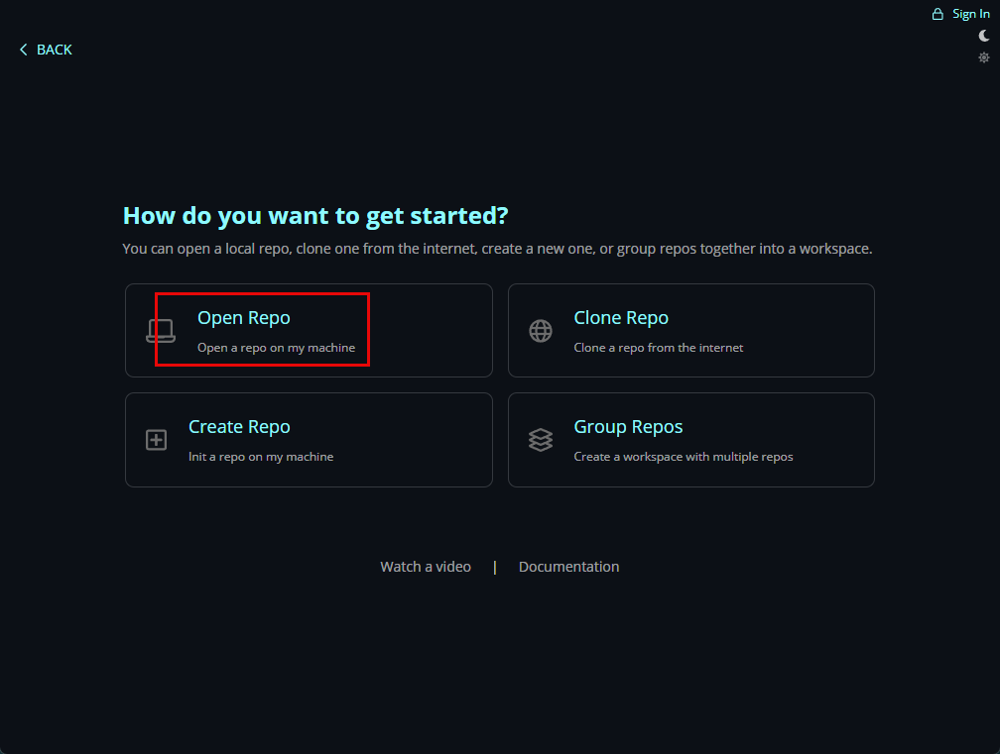 Sign In
BACK
How do you want to get started?
You can open a local repo, clone one from the internet, create a new one, or group repos together into a workspace.
Open Repo
Open a repo on my machine
Clone Repo
Clone a repo from the internet
Create Repo
Init a repo on my machine
Group Repos
Create a workspace with multiple repos
Watch a video | Documentation